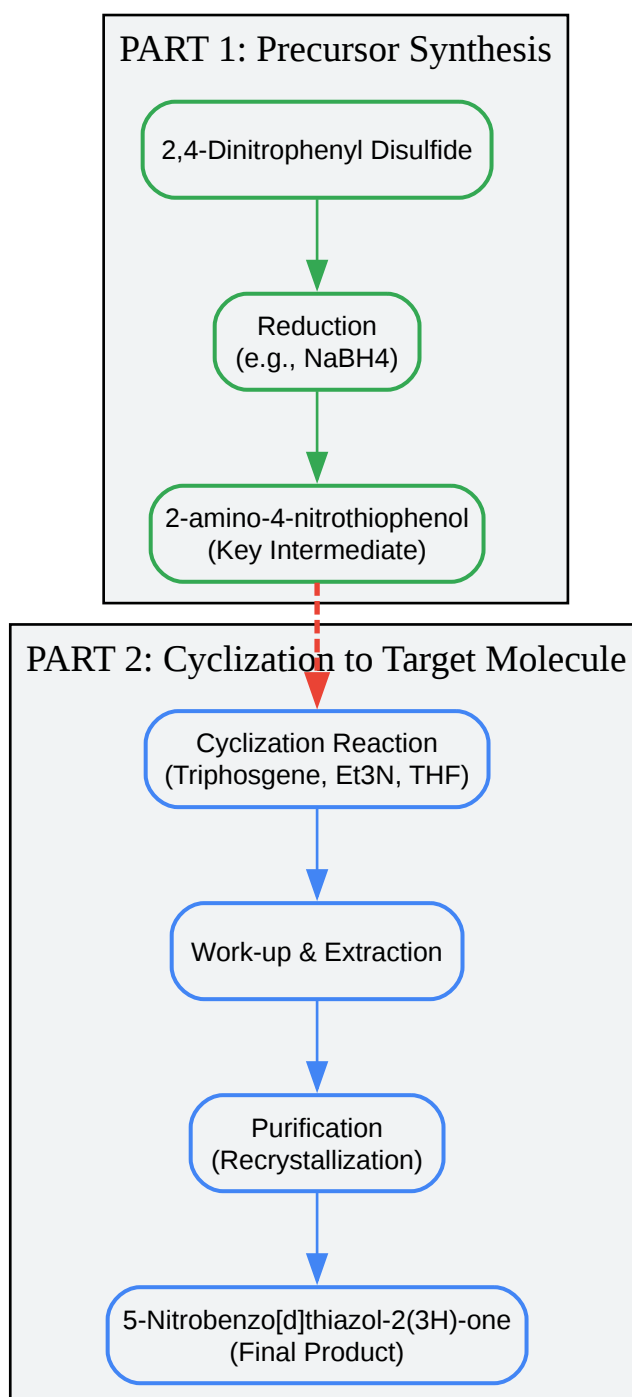 PART 1: Precursor Synthesis
2,4-Dinitrophenyl Disulfide
Reduction
(e.g., NaBH4)
2-amino-4-nitrothiophenol
(Key Intermediate)
PART 2: Cyclization to Target Molecule
Cyclization Reaction
(Triphosgene, Et3N, THF)
Work-up & Extraction
Purification
(Recrystallization)
5-Nitrobenzo[d]thiazol-2(3H)-one
(Final Product)